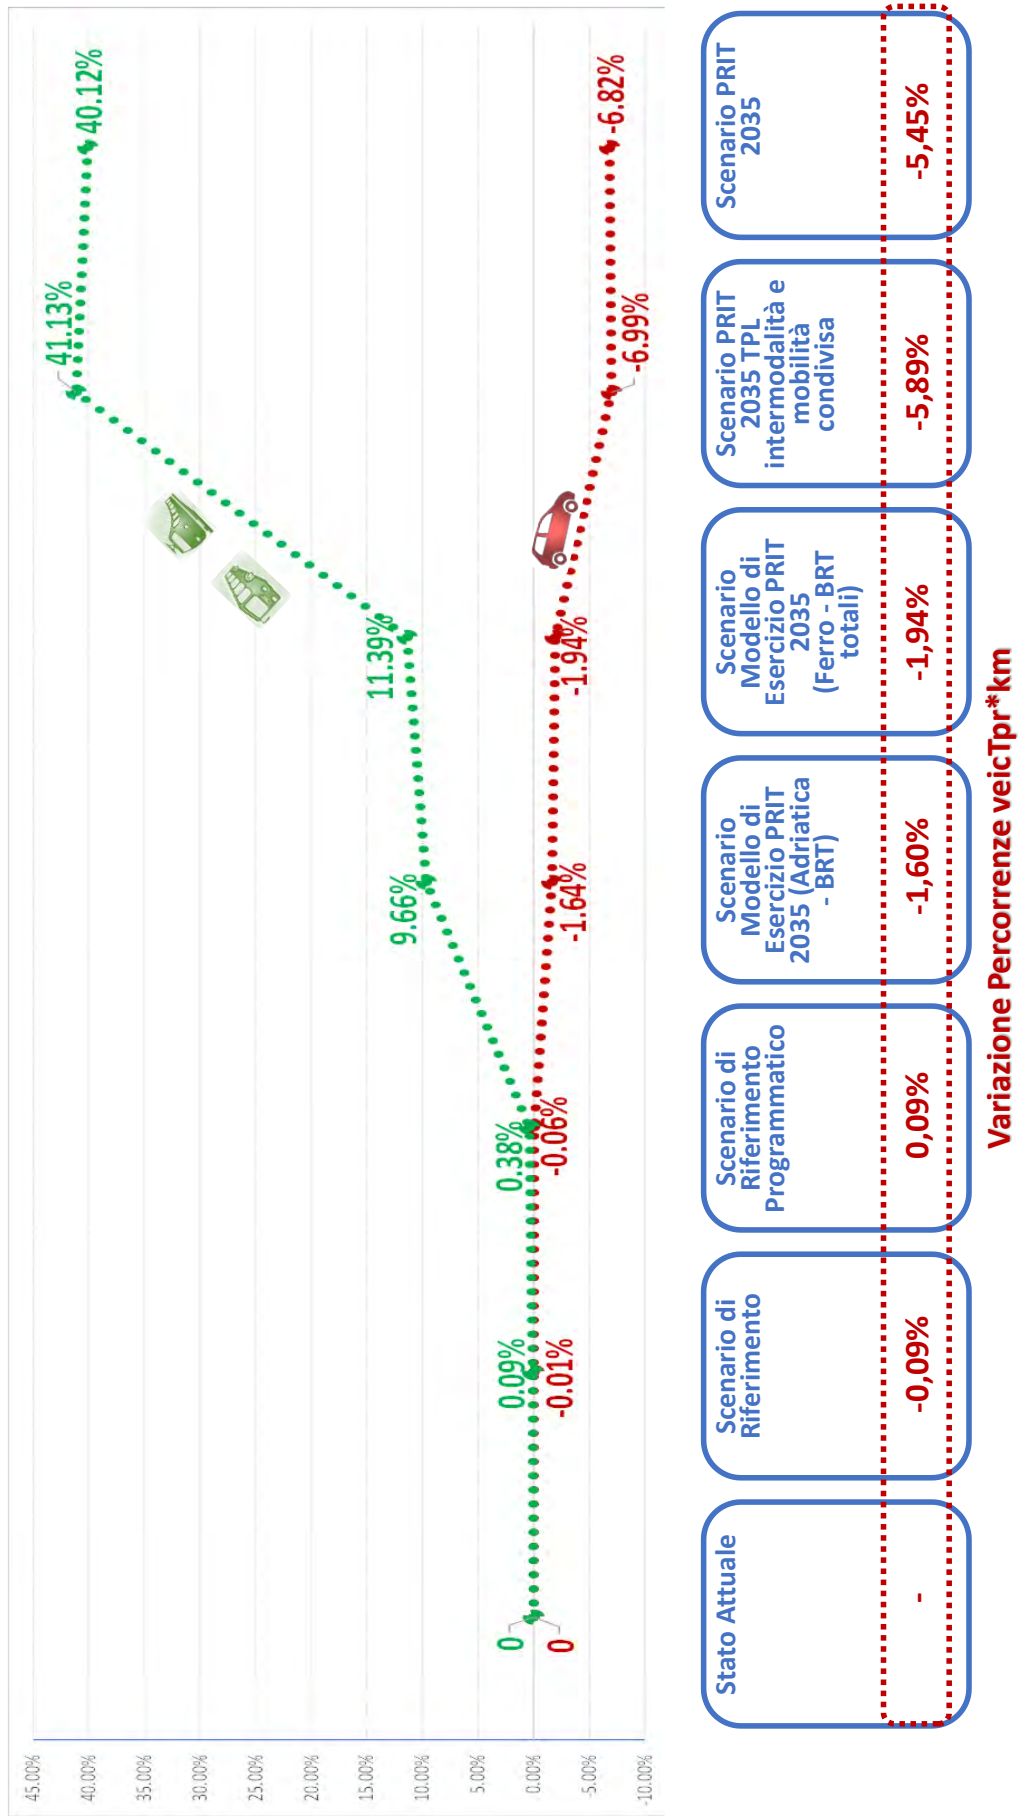 45.00%
40.00%
35.00%
30.00%
25.00%
20.00%
15.00%
10.00%
5.00%
0.00%
-5.00%
-10.00%
0
0.09%
0.38%
9.66%
11.39%
41.13%
40.12%
0
-0.01%
-0.06%
-1.64%
-1.94%
-6.99%
-6.82%
Stato Attuale
-
Scenario di
Riferimento
-0,09%
Scenario di
Riferimento
Programmatico
0,09%
Scenario
Modello di
Esercizio PRIT
2035 (Adriatica
- BRT)
-1,60%
Scenario
Modello di
Esercizio PRIT
2035
(Ferro - BRT
totali)
-1,94%
Scenario PRIT
2035 TPL
intermodalità e
mobilità
condivisa
-5,89%
Scenario PRIT
2035
-5,45%
Variazione Percorrenze veicTpr*km